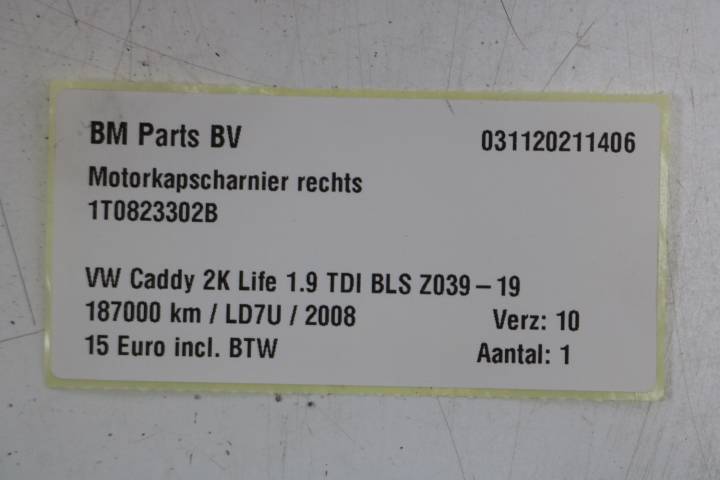 BM Parts BV 031120211406
Motorkapscharnier rechts
1T0823302B
VW Caddy 2K Life 1.9 TDI BLS Z039-19
187000 km / LD7U / 2008 Verz: 10
15 Euro incl. BTW Aantal: 1